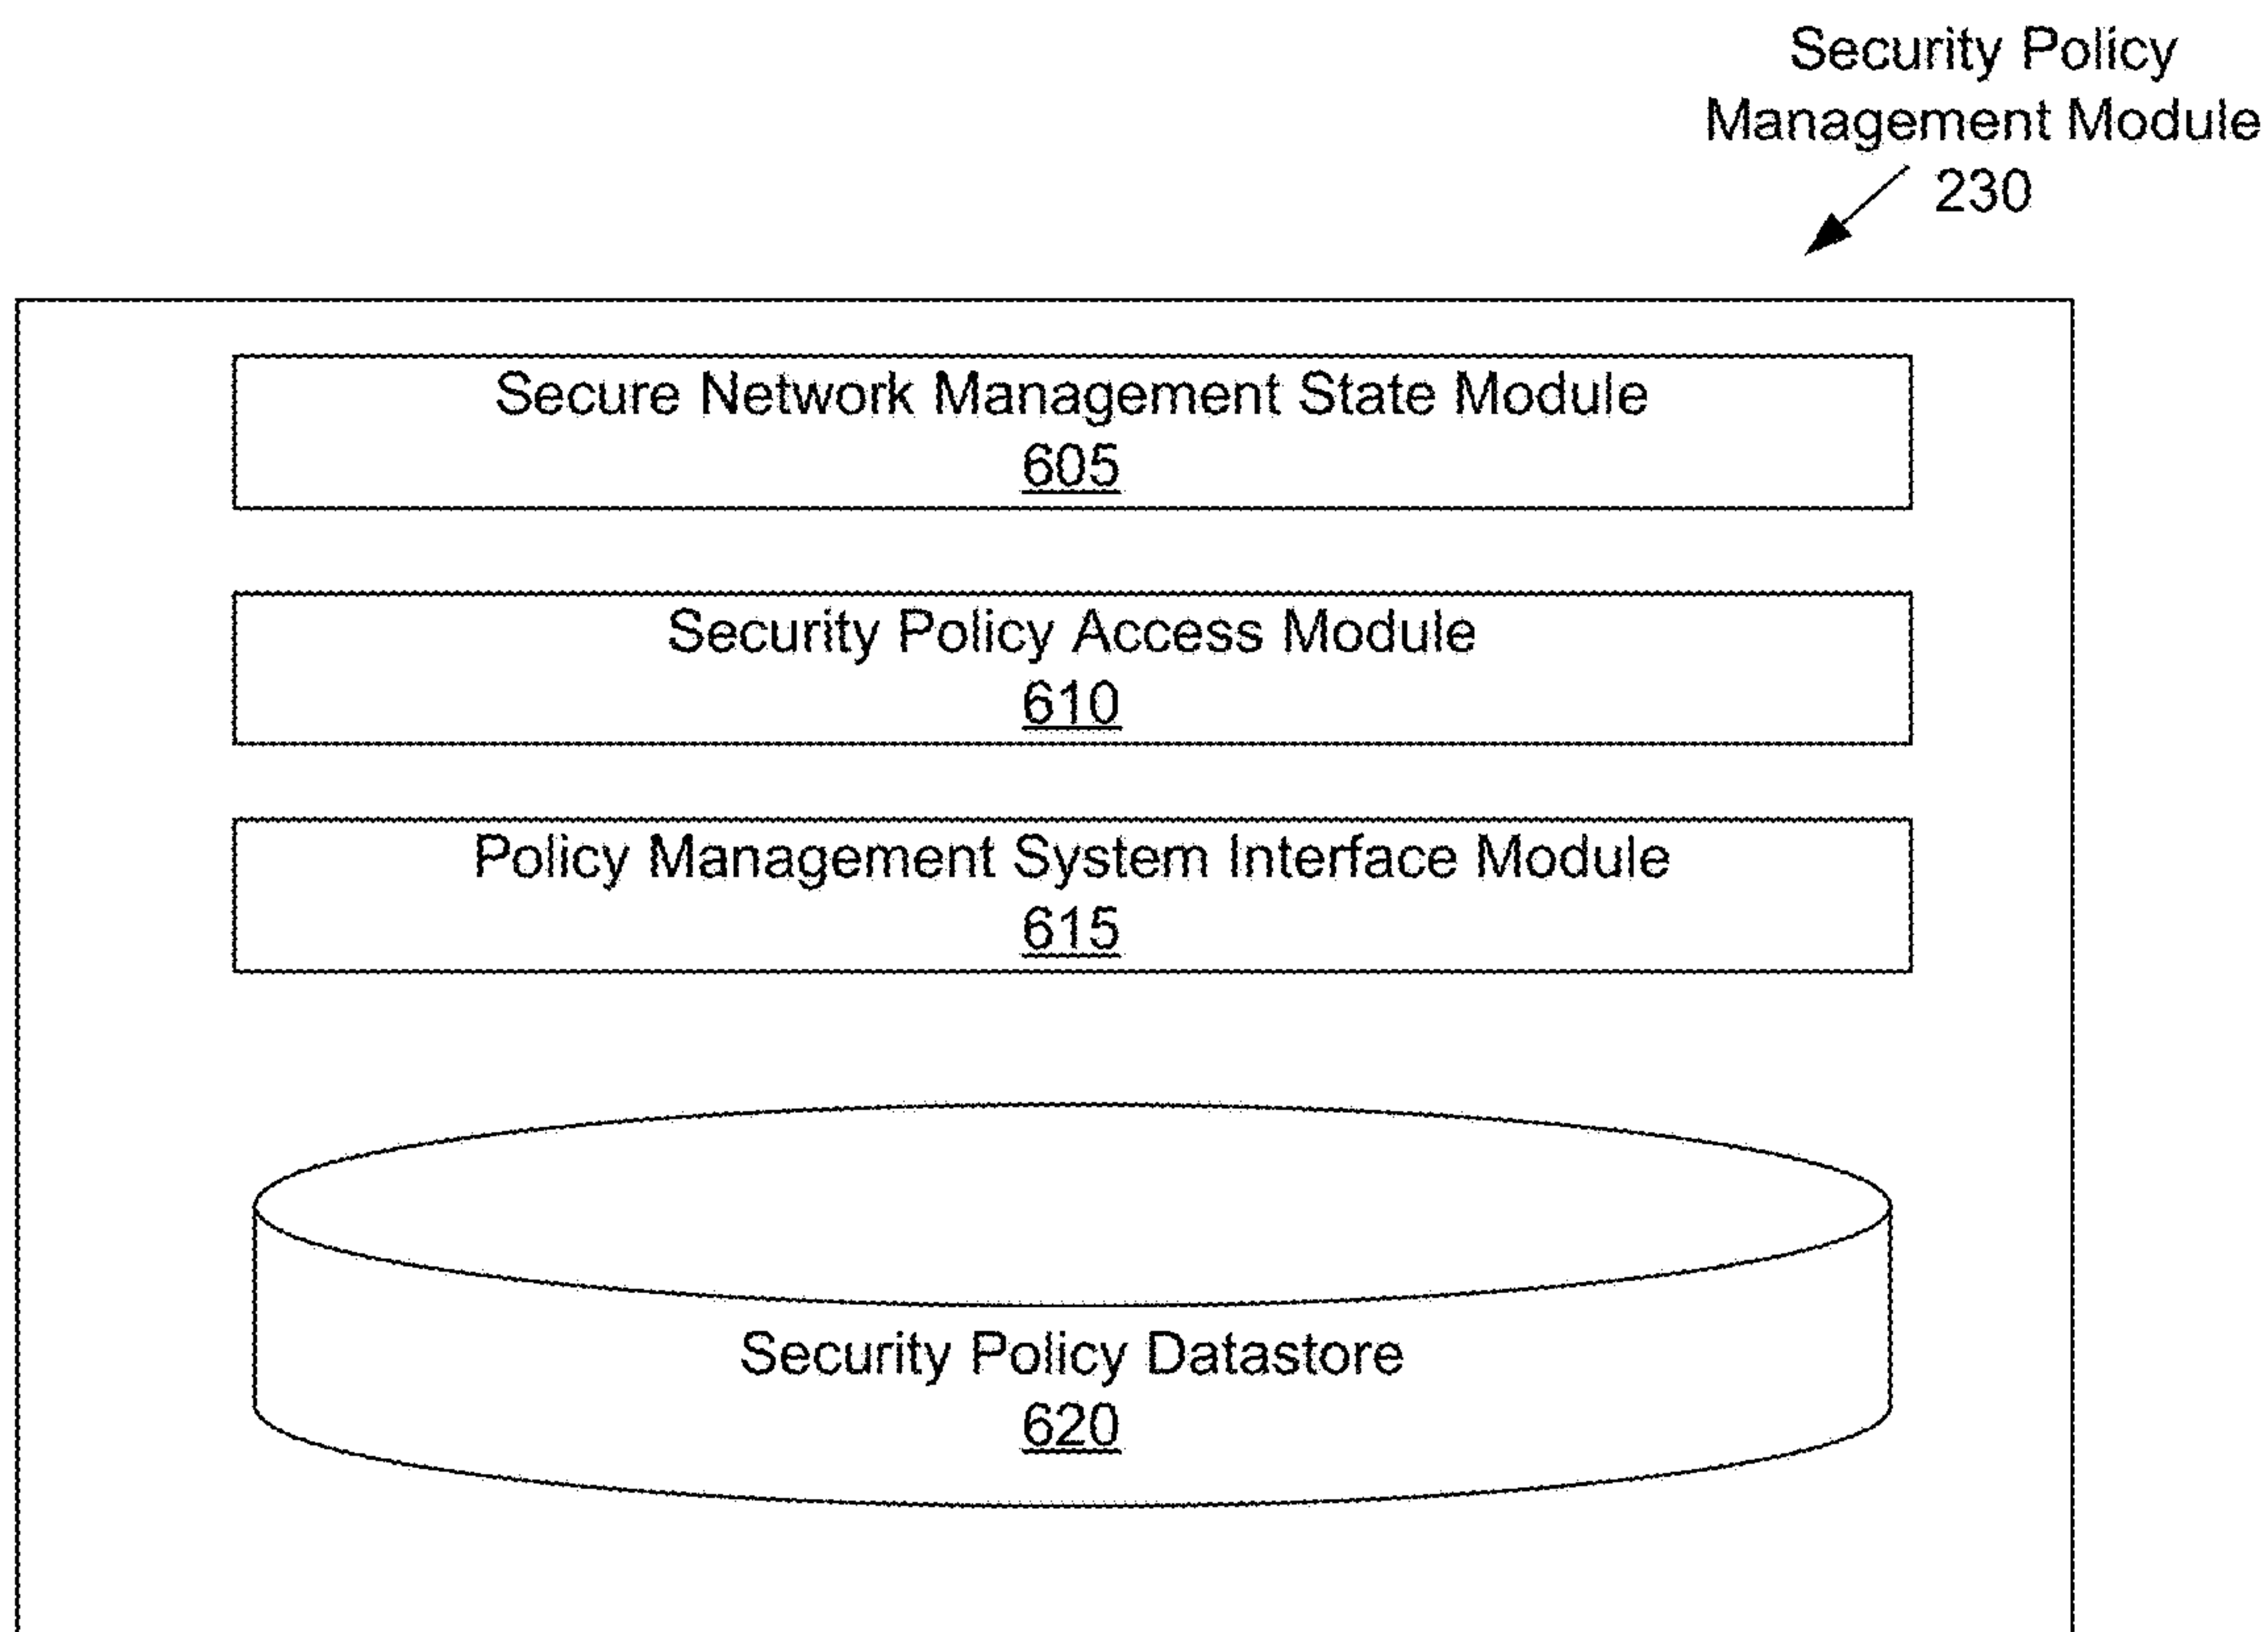 Security Policy
Management Module
230
Secure Network Management State Module
605
Security Policy Access Module
610
Policy Management System Interface Module
615
Security Policy Datastore
620